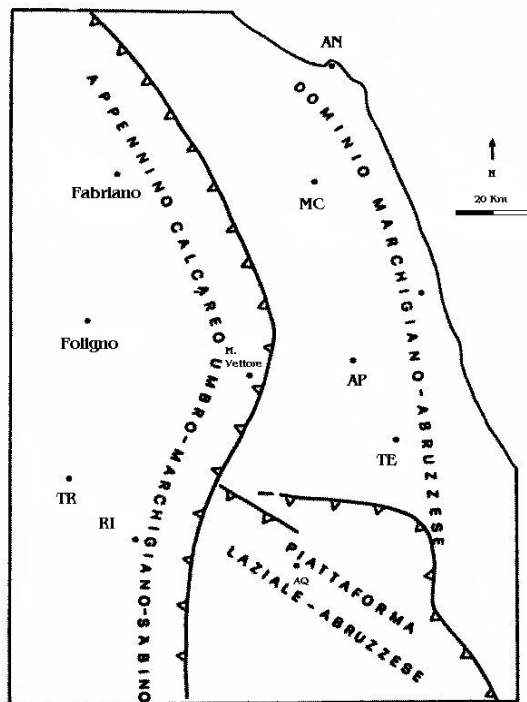 AN
DOMINIO MARCHIGIANO-ABRUZZESE
APPENNINO CALCAREO UMBRO-MARCHIGIANO-SABINO
N
20 Km
Fabriano
MC
Foligno
M.
Vettore
AP
TE
TR
RI
PIATTAFORMA
AQ
LAZIALE-ABRUZZESE